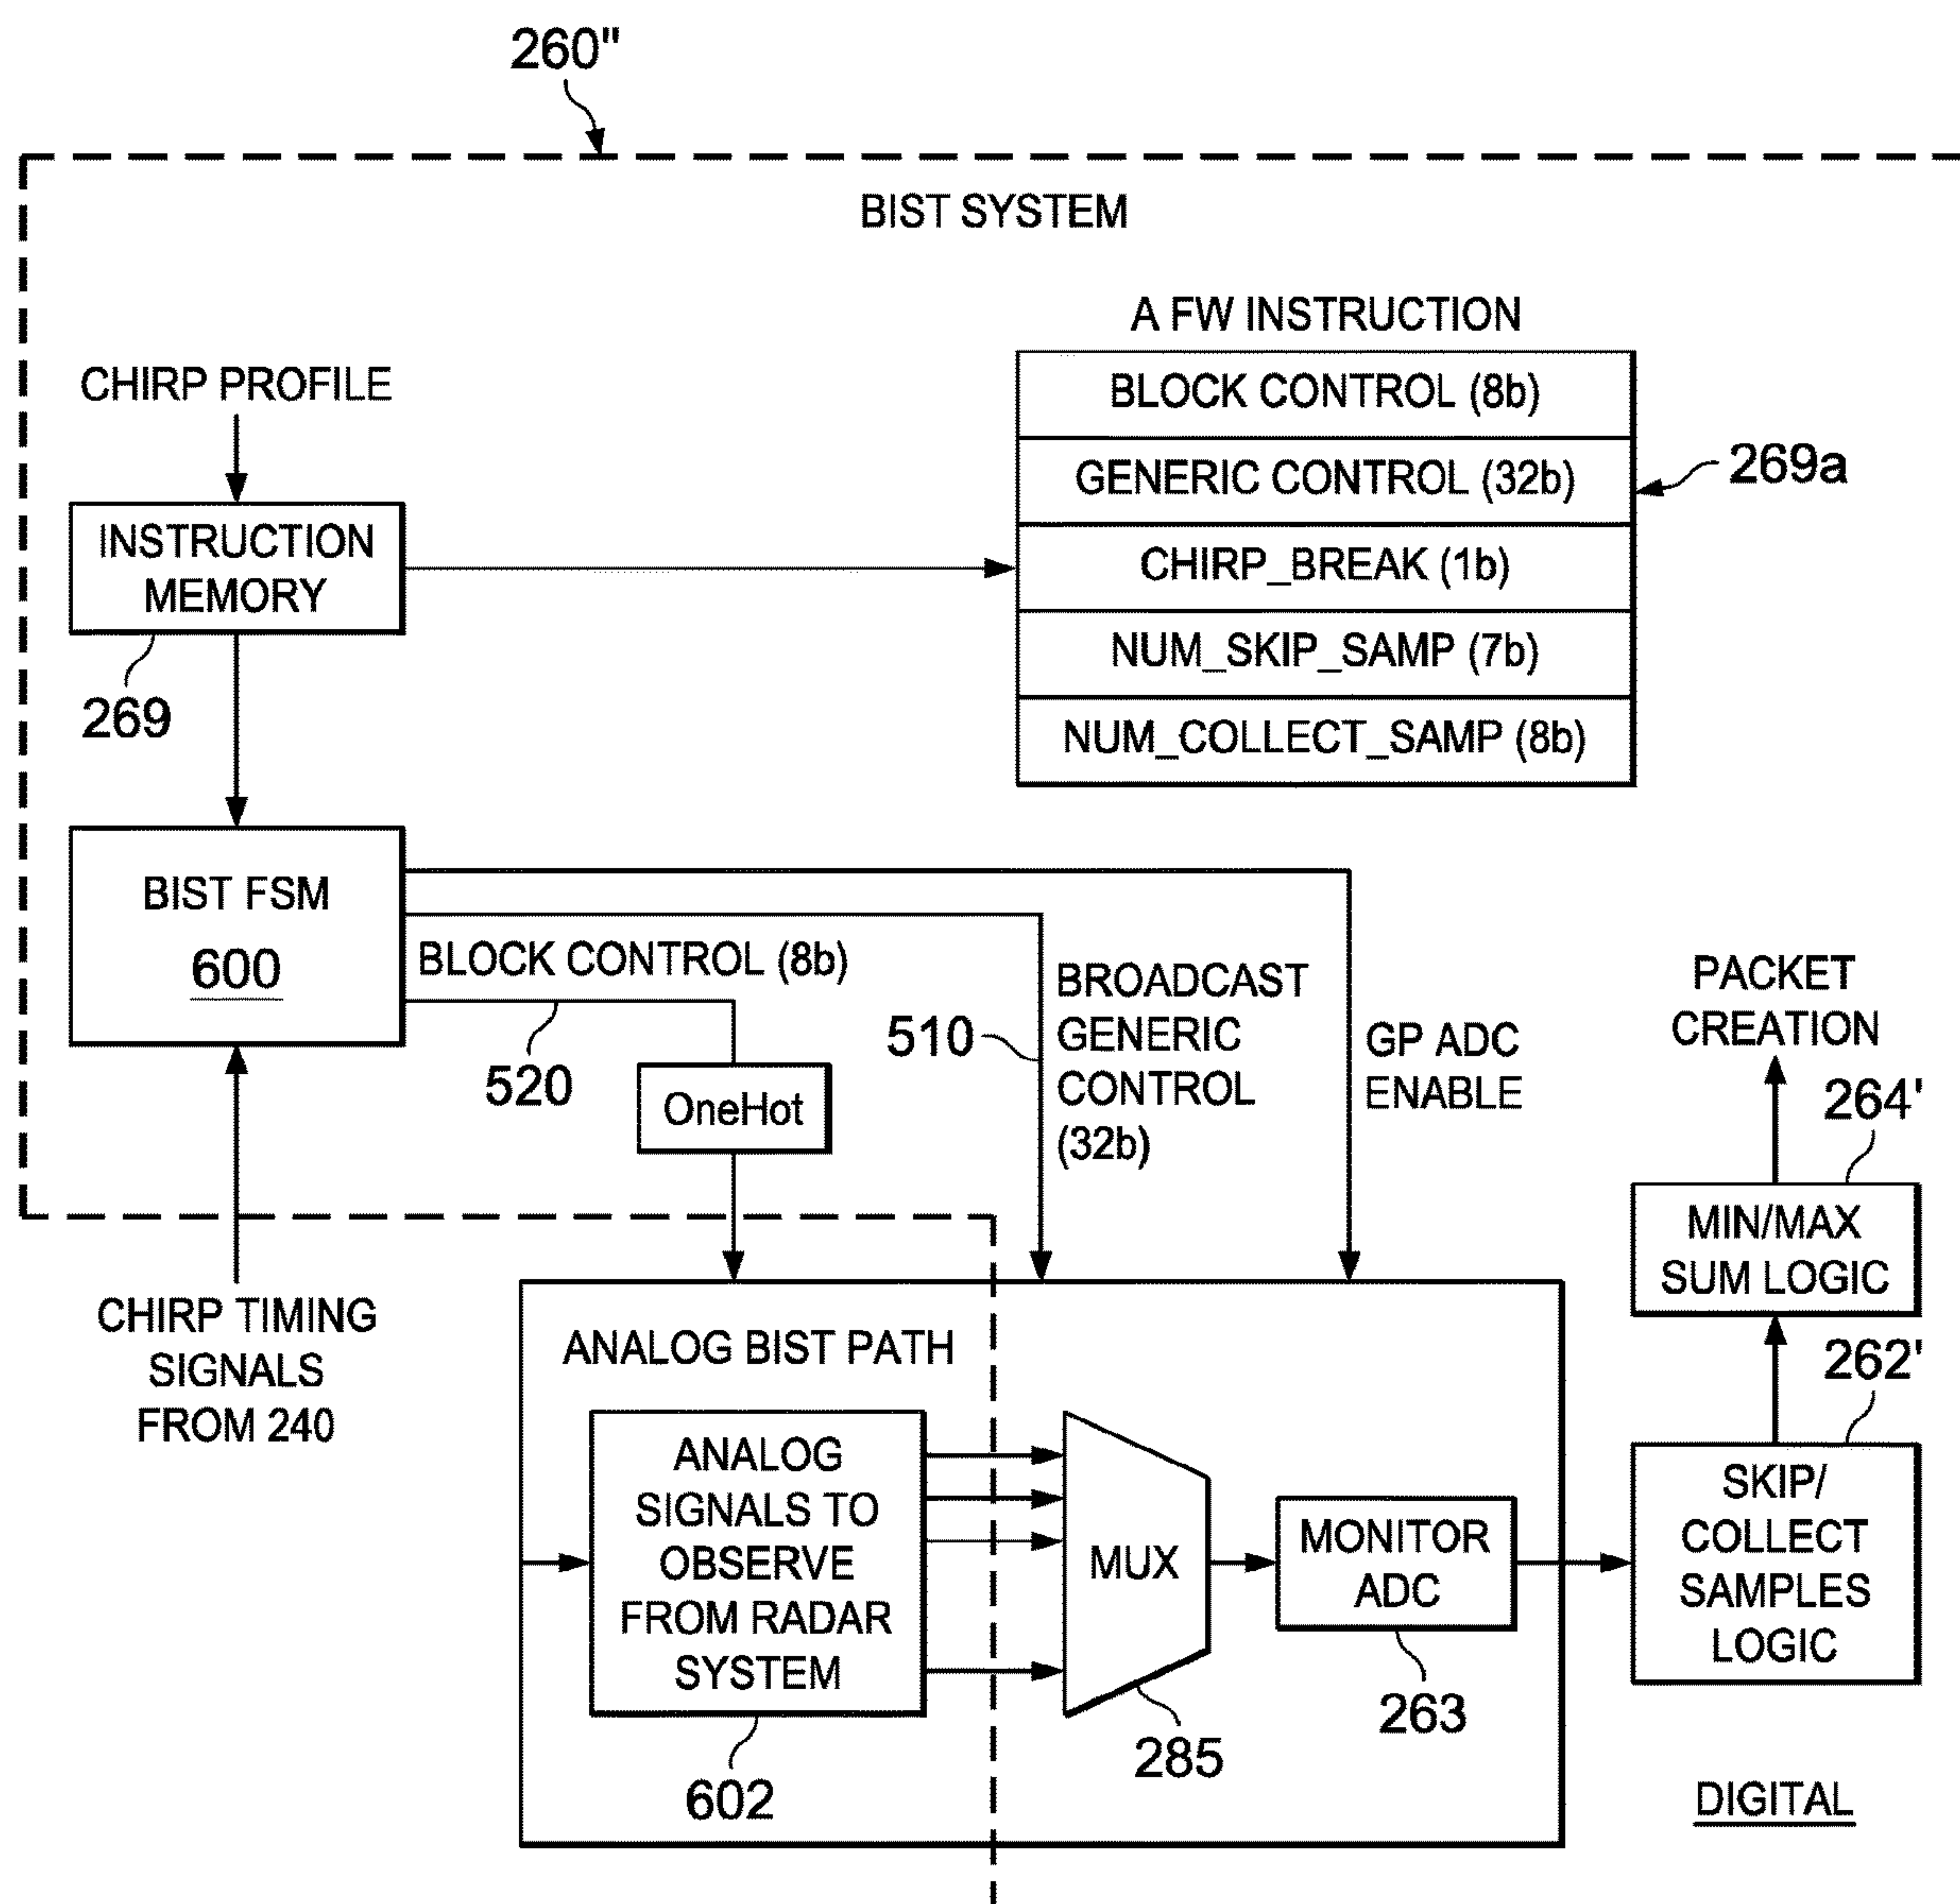 260"
BIST SYSTEM
A FW INSTRUCTION
BLOCK CONTROL (8b)
GENERIC CONTROL (32b)
CHIRP_BREAK (1b)
NUM_SKIP_SAMP (7b)
NUM_COLLECT_SAMP (8b)
269a
CHIRP PROFILE
INSTRUCTION
MEMORY
269
BIST FSM
600
BLOCK CONTROL (8b)
520
OneHot
510
BROADCAST
GENERIC
CONTROL
(32b)
GP ADC
ENABLE
PACKET
CREATION
264'
MIN/MAX
SUM LOGIC
262'
SKIP/
COLLECT
SAMPLES
LOGIC
CHIRP TIMING
SIGNALS
FROM 240
ANALOG BIST PATH
ANALOG
SIGNALS TO
OBSERVE
FROM RADAR
SYSTEM
602
MUX
285
MONITOR
ADC
263
DIGITAL